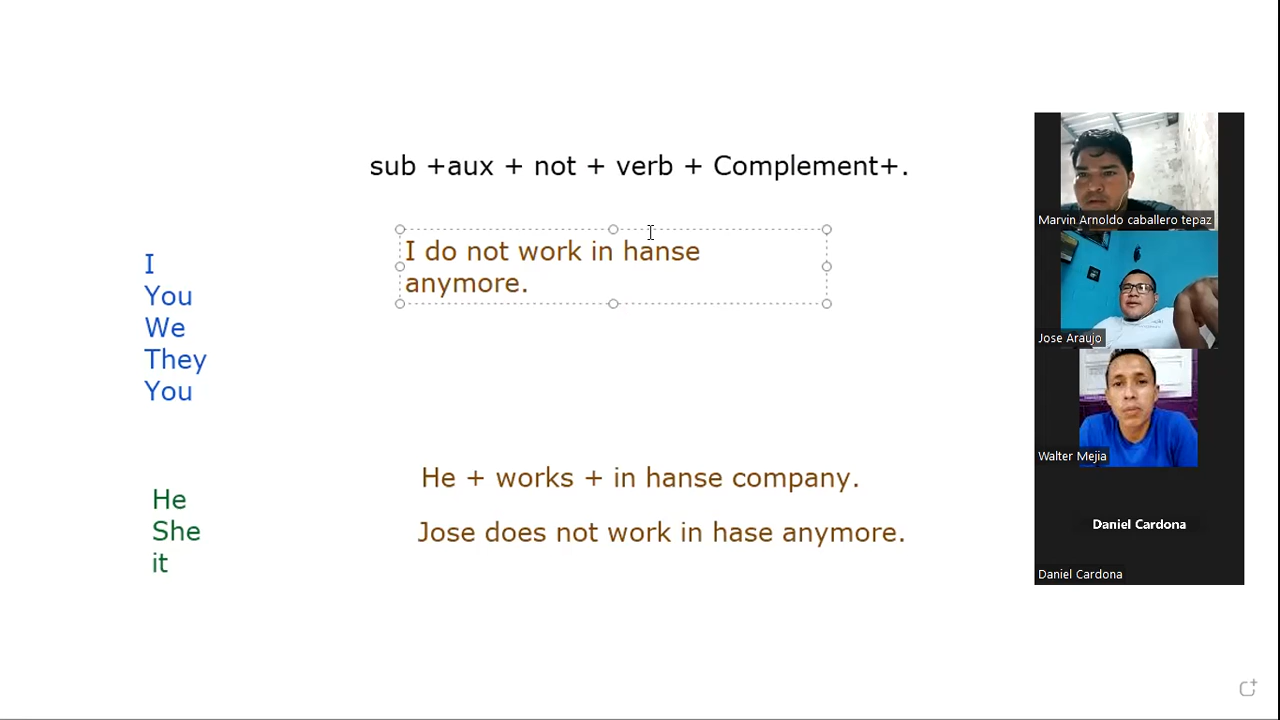 sub +aux + not + verb + Complement+.
I do not work in hanse
anymore.
I
You
We
They
You
He + works + in hanse company.
Jose does not work in hase anymore.
He
She
it
Marvin Arnoldo caballero tepaz
Jose Araujo
Walter Mejia
Daniel Cardona
Daniel Cardona